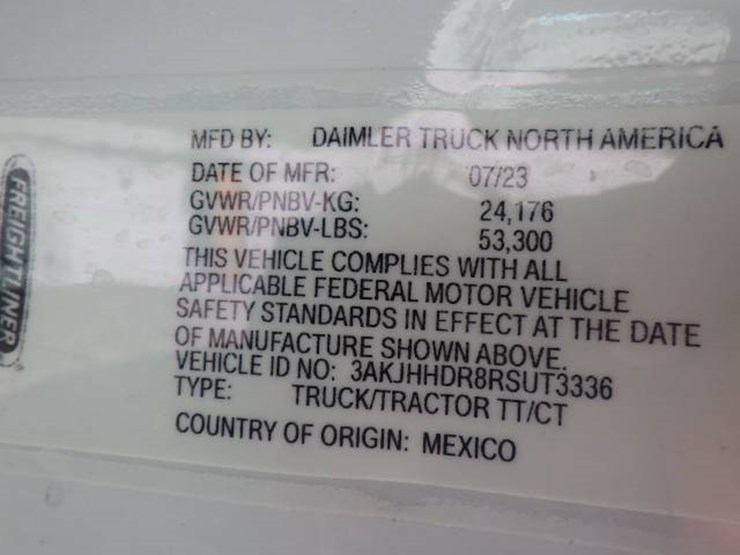 FREIGHTLINER
MFD BY: DAIMLER TRUCK NORTH AMERICA
DATE OF MFR: 07/23
GVWR/PNBV-KG: 24,176
GVWR/PNBV-LBS: 53,300
THIS VEHICLE COMPLIES WITH ALL
APPLICABLE FEDERAL MOTOR VEHICLE
SAFETY STANDARDS IN EFFECT AT THE DATE
OF MANUFACTURE SHOWN ABOVE.
VEHICLE ID NO: 3AKJHHDR8RSUT3336
TYPE: TRUCK/TRACTOR TT/CT
COUNTRY OF ORIGIN: MEXICO